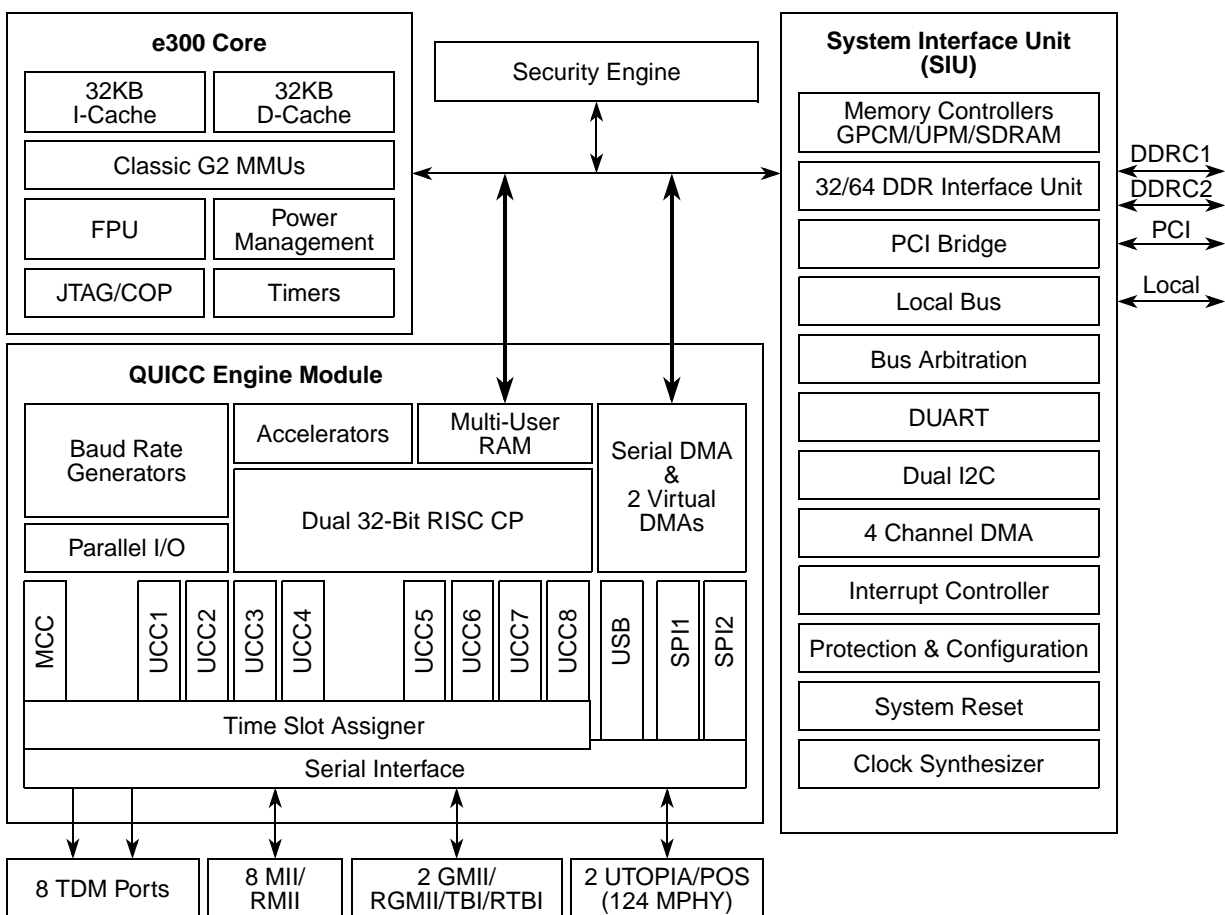 e300 Core
32KB
I-Cache
32KB
D-Cache
Classic G2 MMUs
FPU
Power
Management
JTAG/COP
Timers
Security Engine
System Interface Unit
(SIU)
Memory Controllers
GPCM/UPM/SDRAM
32/64 DDR Interface Unit
PCI Bridge
Local Bus
Bus Arbitration
DUART
Dual I2C
4 Channel DMA
Interrupt Controller
Protection & Configuration
System Reset
Clock Synthesizer
DDRC1
DDRC2
PCI
Local
QUICC Engine Module
Baud Rate
Generators
Accelerators
Multi-User
RAM
Serial DMA
&
2 Virtual
DMAs
Parallel I/O
Dual 32-Bit RISC CP
MCC
UCC1
UCC2
UCC3
UCC4
UCC5
UCC6
UCC7
UCC8
USB
SPI1
SPI2
Time Slot Assigner
Serial Interface
8 TDM Ports
8 MII/
RMII
2 GMII/
RGMII/TBI/RTBI
2 UTOPIA/POS
(124 MPHY)